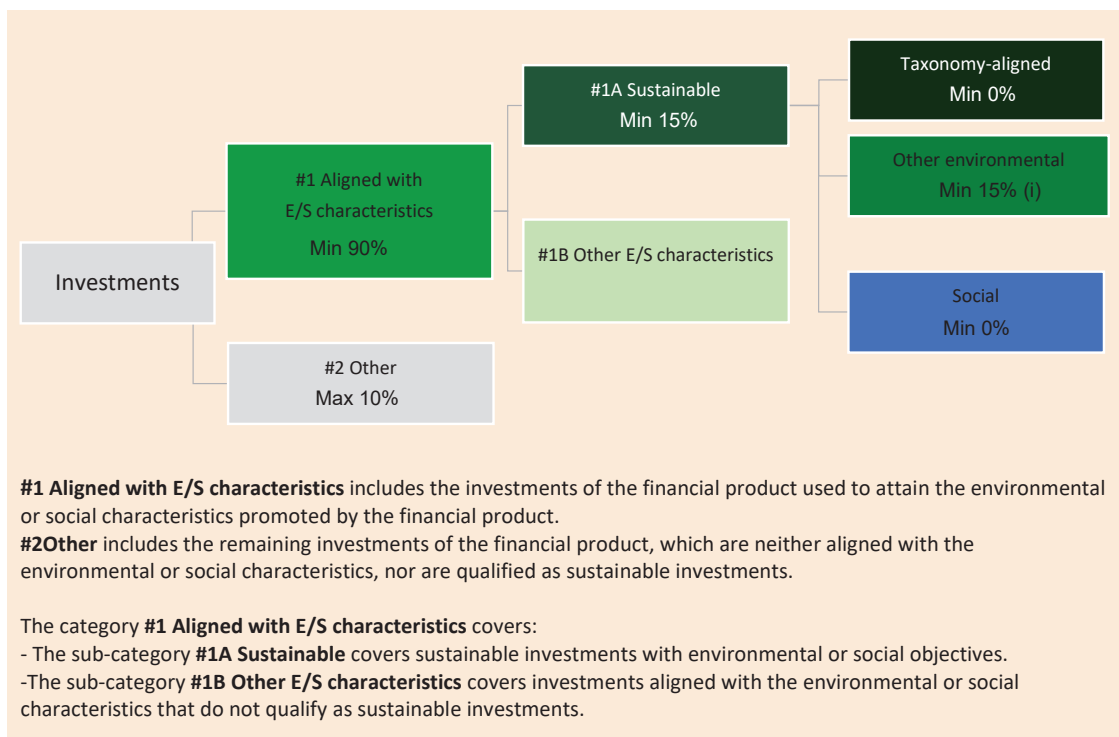 Investments
#1 Aligned with
E/S characteristics
Min 90%
#2 Other
Max 10%
#1A Sustainable
Min 15%
#1B Other E/S characteristics
Taxonomy-aligned
Min 0%
Other environmental
Min 15% (i)
Social
Min 0%
#1 Aligned with E/S characteristics includes the investments of the financial product used to attain the environmental
or social characteristics promoted by the financial product.
#2Other includes the remaining investments of the financial product, which are neither aligned with the
environmental or social characteristics, nor are qualified as sustainable investments.
The category #1 Aligned with E/S characteristics covers:
- The sub-category #1A Sustainable covers sustainable investments with environmental or social objectives.
-The sub-category #1B Other E/S characteristics covers investments aligned with the environmental or social
characteristics that do not qualify as sustainable investments.